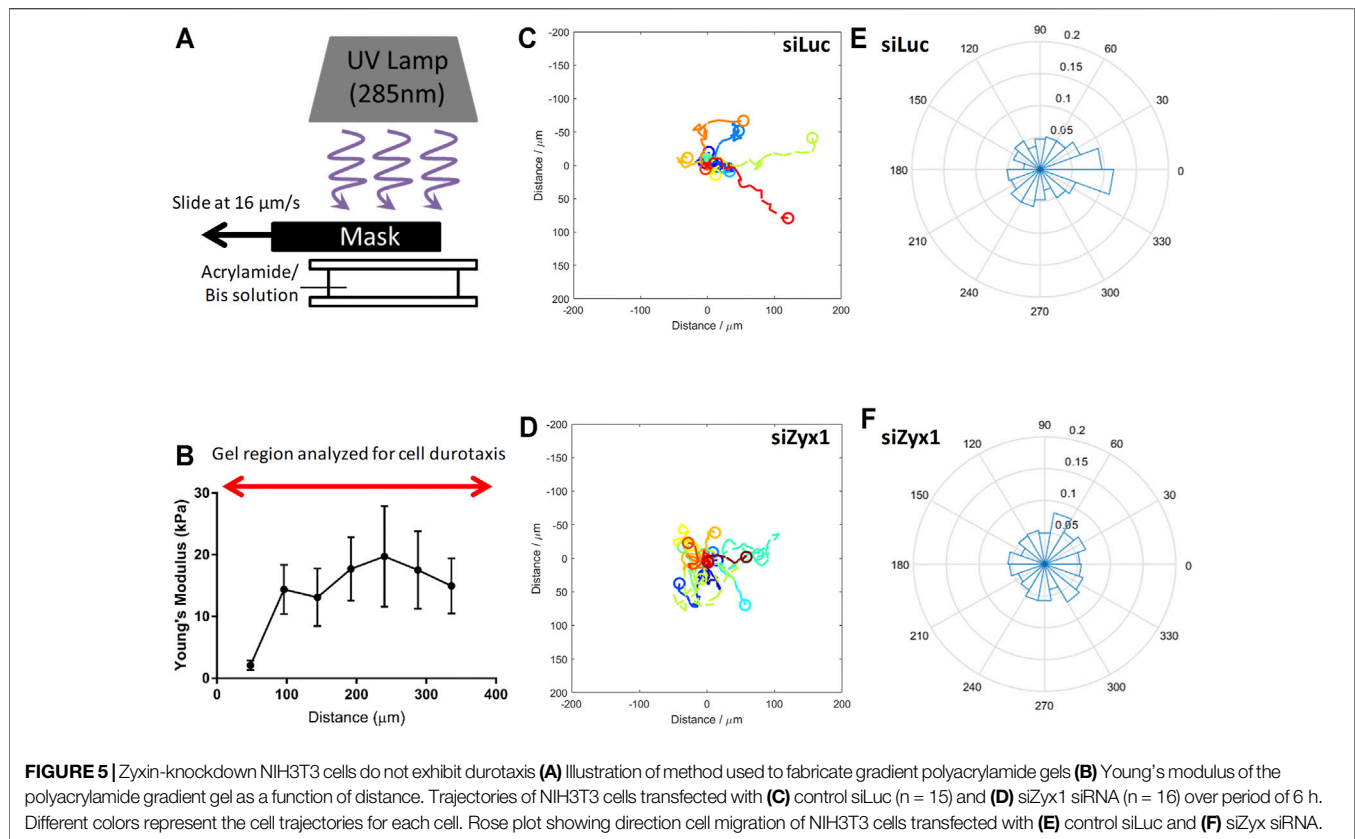 A
UV Lamp
(285nm)
Slide at 16 μm/s
Mask
Acrylamide/
Bis solution
B
Gel region analyzed for cell durotaxis
Young's Modulus (kPa)
30
20
10
0
0 100 200 300 400
Distance (μm)
C
siLuc
Distance / μm
-200
-150
-100
-50
0
50
100
150
200
-200 -100 0 100 200
Distance / μm
D
siZyx1
Distance / μm
-200
-150
-100
-50
0
50
100
150
200
-200 -100 0 100 200
Distance / μm
E
siLuc
90
0.2
120
60
0.15
150
0.1
30
0.05
180
0
210
330
240
300
270
F
siZyx1
90
0.2
120
60
0.15
150
0.1
30
0.05
180
0
210
330
240
300
270
FIGURE 5 | Zyxin-knockdown NIH3T3 cells do not exhibit durotaxis (A) Illustration of method used to fabricate gradient polyacrylamide gels (B) Young's modulus of the
polyacrylamide gradient gel as a function of distance. Trajectories of NIH3T3 cells transfected with (C) control siLuc (n = 15) and (D) siZyx1 siRNA (n = 16) over period of 6 h.
Different colors represent the cell trajectories for each cell. Rose plot showing direction cell migration of NIH3T3 cells transfected with (E) control siLuc and (F) siZyx siRNA.